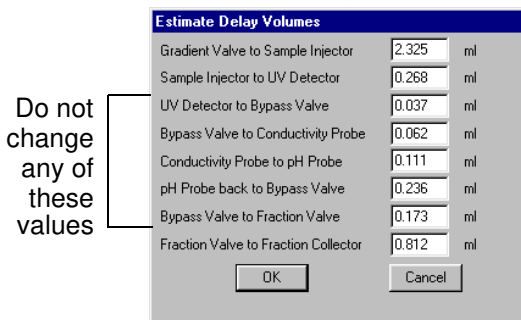 Estimate Delay Volumes
Gradient Valve to Sample Injector 2.325 ml
Sample Injector to UV Detector 0.268 ml
UV Detector to Bypass Valve 0.037 ml
Bypass Valve to Conductivity Probe 0.062 ml
Conductivity Probe to pH Probe 0.111 ml
pH Probe back to Bypass Valve 0.236 ml
Bypass Valve to Fraction Valve 0.173 ml
Fraction Valve to Fraction Collector 0.812 ml
OK Cancel
Do not
change
any of
these
values